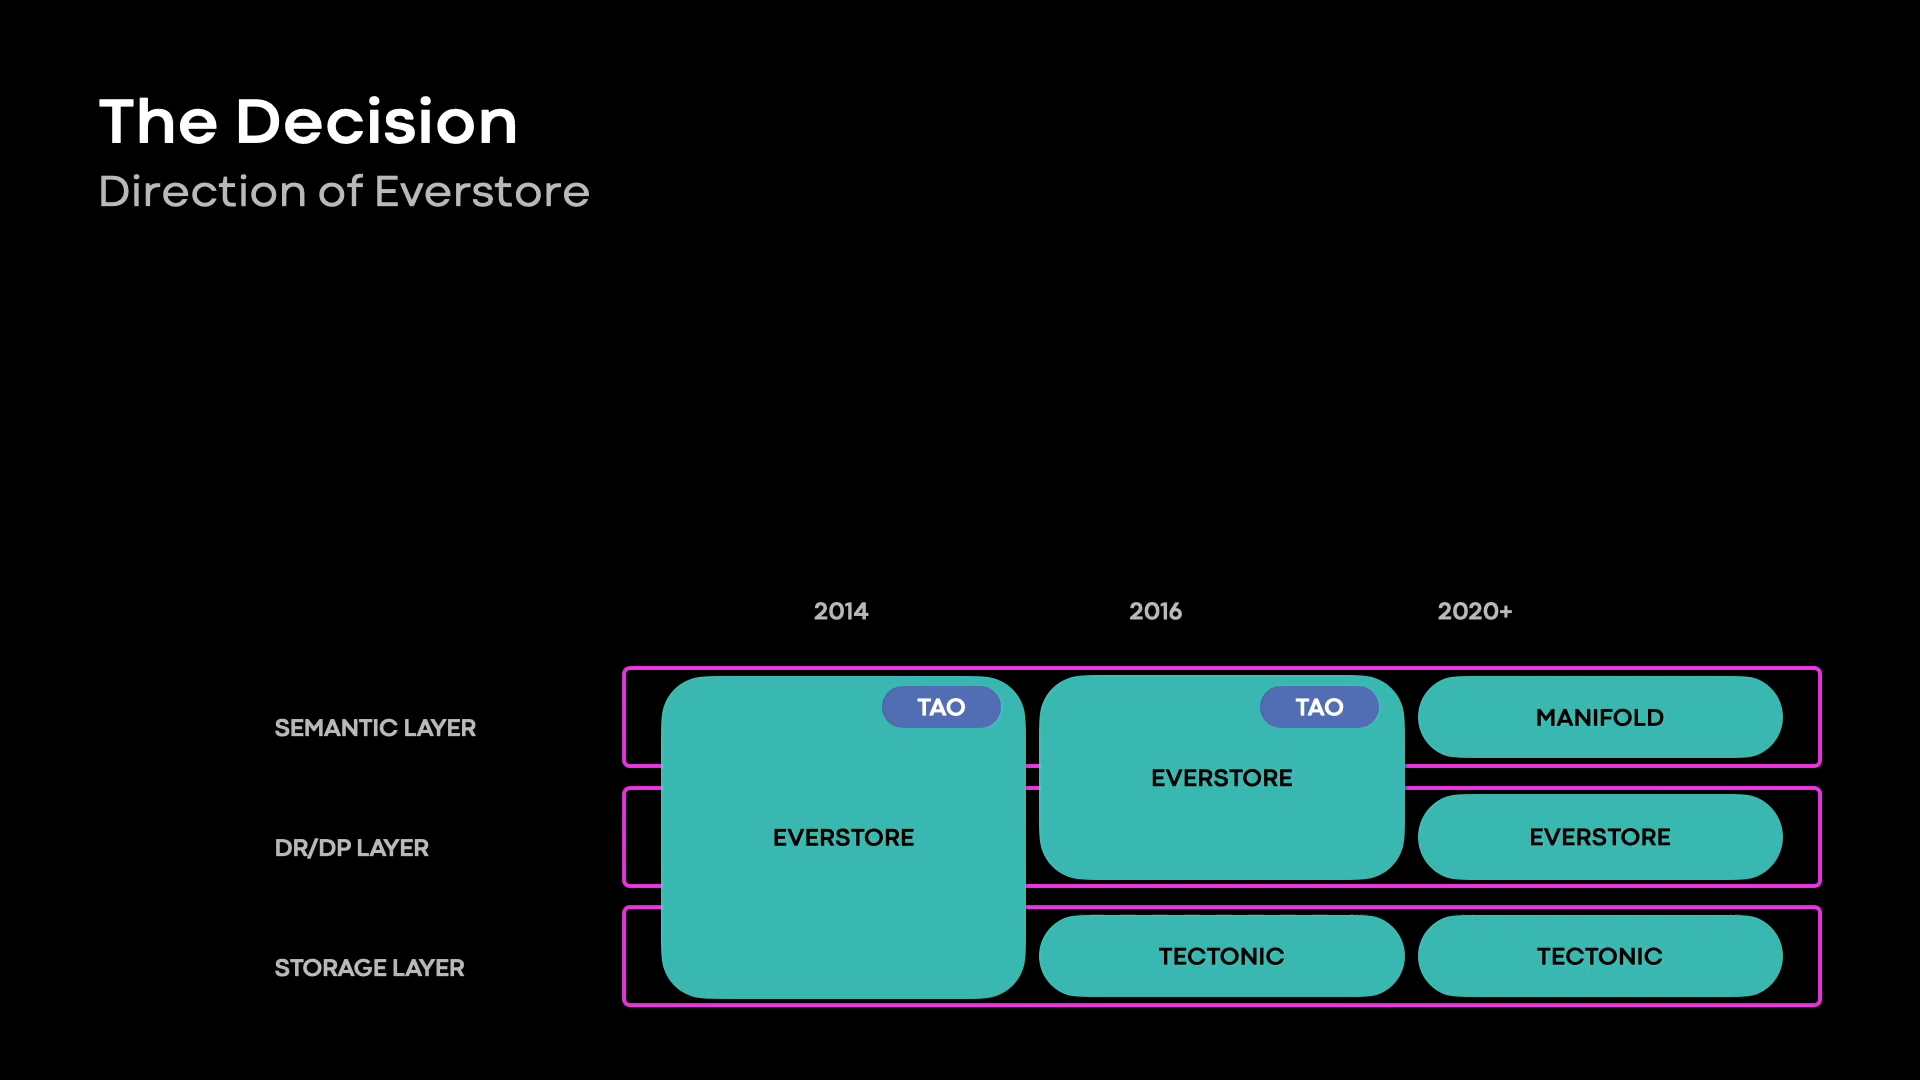 The Decision
Direction of Everstore
2014 2016 2020+
SEMANTIC LAYER
TAO
TAO
MANIFOLD
EVERSTORE
DR/DP LAYER
EVERSTORE
EVERSTORE
STORAGE LAYER
TECTONIC
TECTONIC